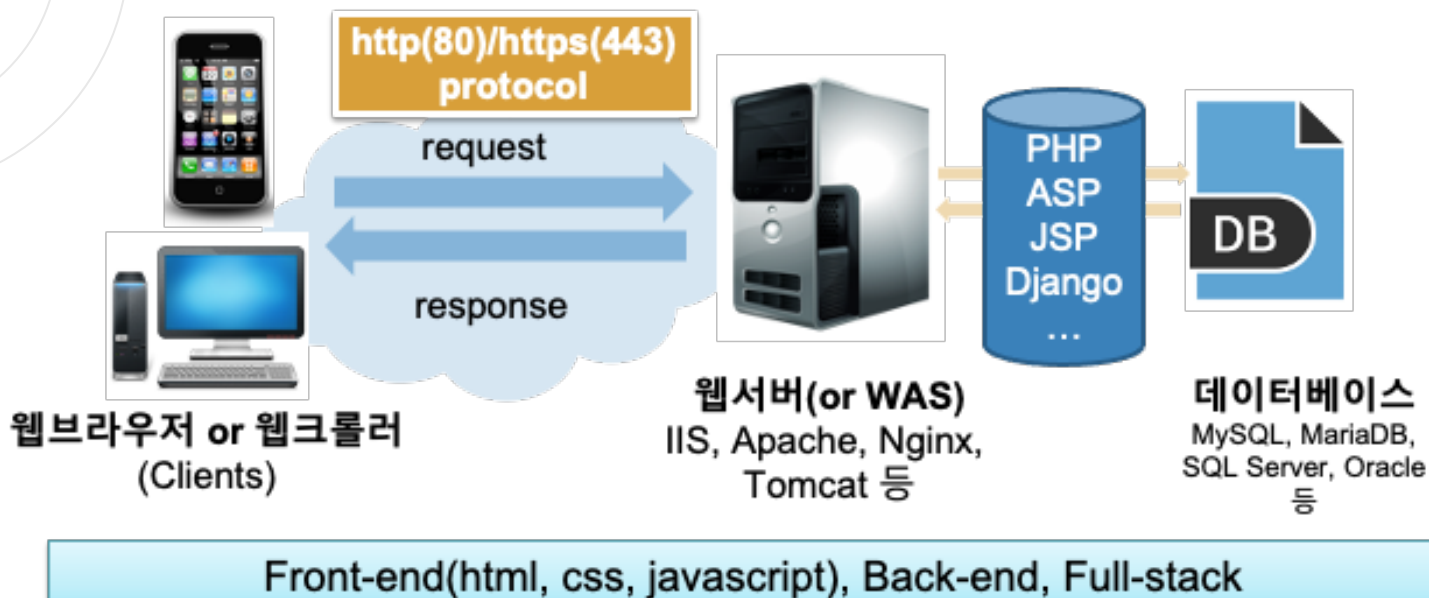 http(80)/https(443)
protocol
request
response
PHP
ASP
JSP
Django
...
DB
웹브라우저 or 웹크롤러
(Clients)
웹서버(or WAS)
IIS, Apache, Nginx,
Tomcat 등
데이터베이스
MySQL, MariaDB,
SQL Server, Oracle
등
Front-end(html, css, javascript), Back-end, Full-stack